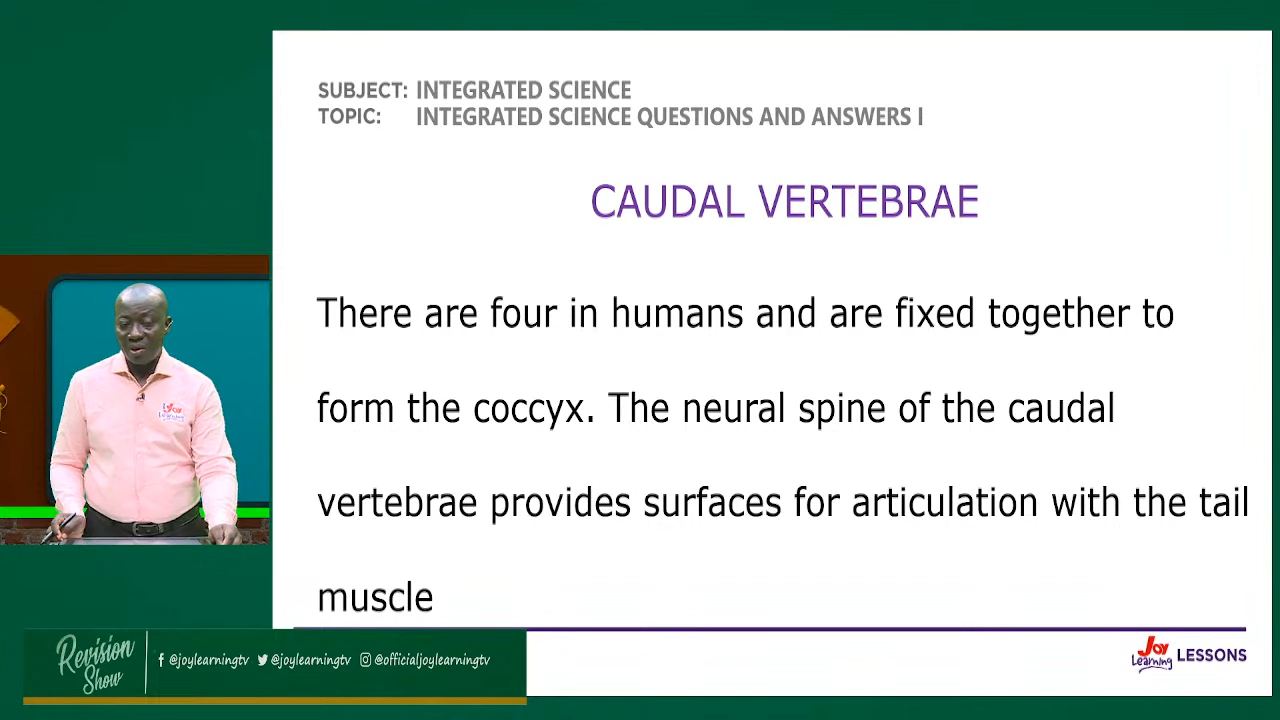 SUBJECT: INTEGRATED SCIENCE
TOPIC: INTEGRATED SCIENCE QUESTIONS AND ANSWERS I
CAUDAL VERTEBRAE
There are four in humans and are fixed together to
form the coccyx. The neural spine of the caudal
vertebrae provides surfaces for articulation with the tail
muscle
Joy
Learning
Revision
Show
@joylearningtv @joylearningtv @officialjoylearningtv
Joy
Learning LESSONS